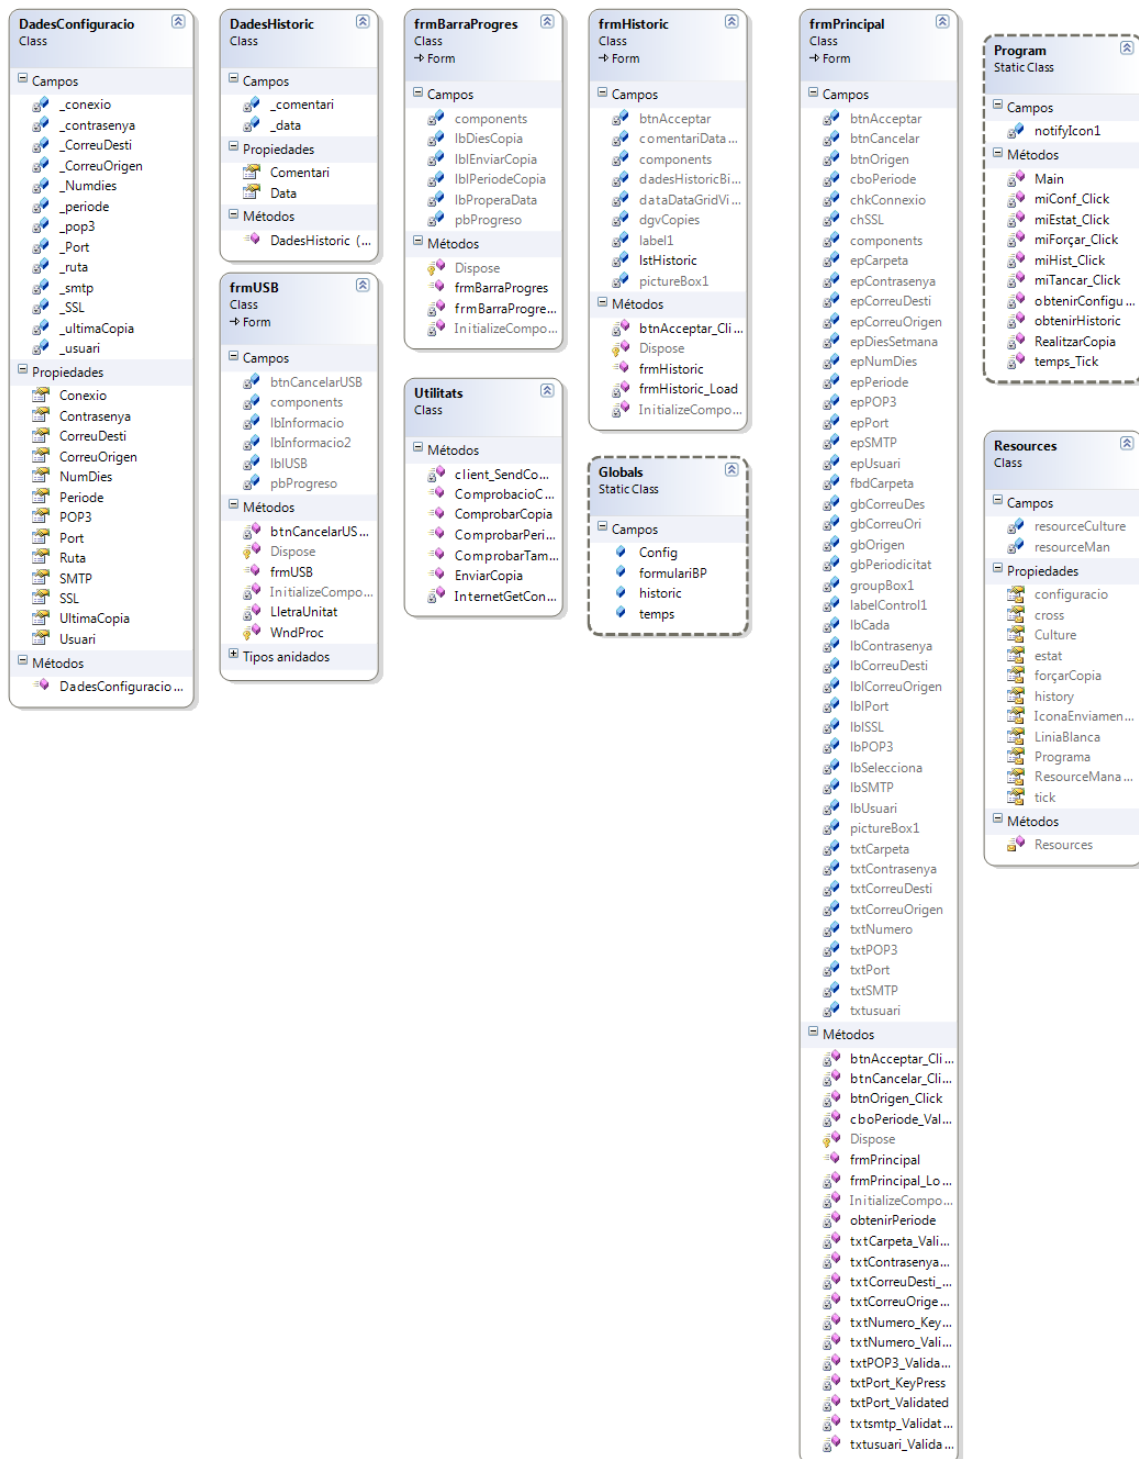 DadesConfiguracio
Class
Campos
_conexio
_contrasenya
_CorreuDesti
_CorreuOrigen
_Numdies
_periode
_pop3
_Port
_ruta
_smtp
_SSL
_ultimaCopia
_usuari
Propiedades
Conexio
Contrasenya
CorreuDesti
CorreuOrigen
NumDies
Periode
POP3
Port
Ruta
SMTP
SSL
UltimaCopia
Usuari
Métodos
DadesConfiguracio ...
DadesHistoric
Class
Campos
_comentari
_data
Propiedades
Comentari
Data
Métodos
DadesHistoric (...
frmUSB
Class
Form
Campos
btnCancelarUSB
components
lbInformacio
lbInformacio2
lblUSB
pbProgreso
Métodos
btnCancelarUS...
Dispose
frmUSB
InitializeCompo...
LletraUnitat
WndProc
Tipos anidados
frmBarraProgres
Class
Form
Campos
components
lbDiesCopia
lblEnviarCopia
lblPeriodeCopia
lbProperaData
pbProgreso
Métodos
Dispose
frmBarraProgres
frmBarraProgre...
InitializeCompo...
Utilitats
Class
Métodos
client_SendCo...
ComprobacioC...
ComprobarCopia
ComprobarPeri...
ComprobarTam...
EnviarCopia
InternetGetCon...
frmHistoric
Class
Form
Campos
btnAcceptar
comentariData...
components
dadesHistoricBi...
dataDataGridVi...
dgvCopies
label1
lstHistoric
pictureBox1
Métodos
btnAcceptar_Cli...
Dispose
frmHistoric
frmHistoric_Load
InitializeCompo...
Globals
Static Class
Campos
Config
formulariBP
historic
temps
frmPrincipal
Class
Form
Campos
btnAcceptar
btnCancelar
btnOrigen
cboPeriode
chkConnexio
chSSL
components
epCarpeta
epContrasenya
epCorreuDesti
epCorreuOrigen
epDiesSetmana
epNumDies
epPeriode
epPOP3
epPort
epSMTP
epUsuari
fbdCarpeta
gbCorreuDes
gbCorreuOri
gbOrigen
gbPeriodicitat
groupBox1
labelControl1
lbCada
lbContrasenya
lbCorreuDesti
lblCorreuOrigen
lblPort
lblSSL
lbPOP3
lbSelecciona
lbSMTP
lbUsuari
pictureBox1
txtCarpeta
txtContrasenya
txtCorreuDesti
txtCorreuOrigen
txtNumero
txtPOP3
txtPort
txtSMTP
txtusuari
Métodos
btnAcceptar_Cli...
btnCancelar_Cli...
btnOrigen_Click
cboPeriode_Val...
Dispose
frmPrincipal
frmPrincipal_Lo...
InitializeCompo...
obtenirPeriode
txtCarpeta_Vali...
txtContrasenya...
txtCorreuDesti_...
txtCorreuOrige...
txtNumero_Key...
txtNumero_Vali...
txtPOP3_Valida...
txtPort_KeyPress
txtPort_Validated
txtsmtp_Validat...
txtusuari_Valida...
Program
Static Class
Campos
notifyIcon1
Métodos
Main
miConf_Click
miEstat_Click
miForçar_Click
miHist_Click
miTancar_Click
obtenirConfigu...
obtenirHistoric
RealitzarCopia
temps_Tick
Resources
Class
Campos
resourceCulture
resourceMan
Propiedades
configuracio
cross
Culture
estat
forçarCopia
history
IconaEnviamen...
LiniaBlanca
Programa
ResourceMana...
tick
Métodos
Resources